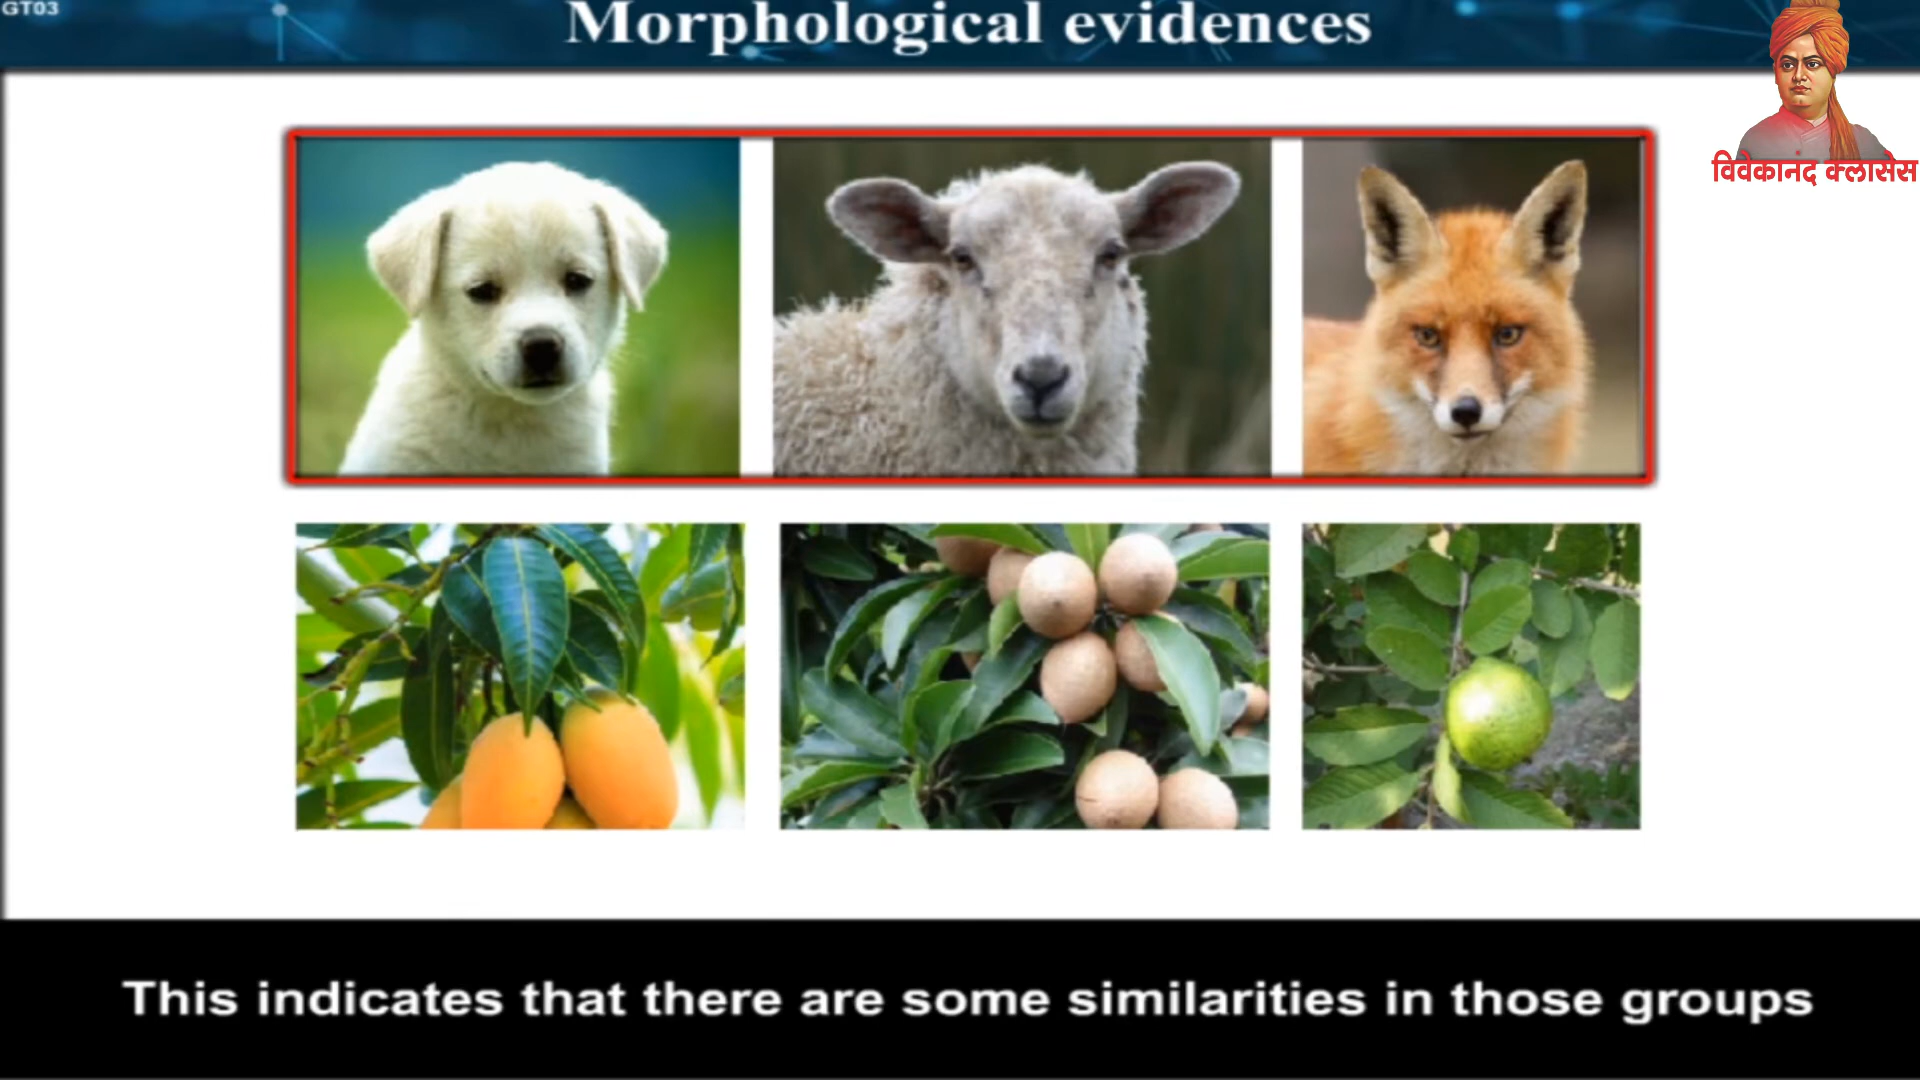 GT03
Morphological evidences
विवेकानंद क्लासेस
This indicates that there are some similarities in those groups